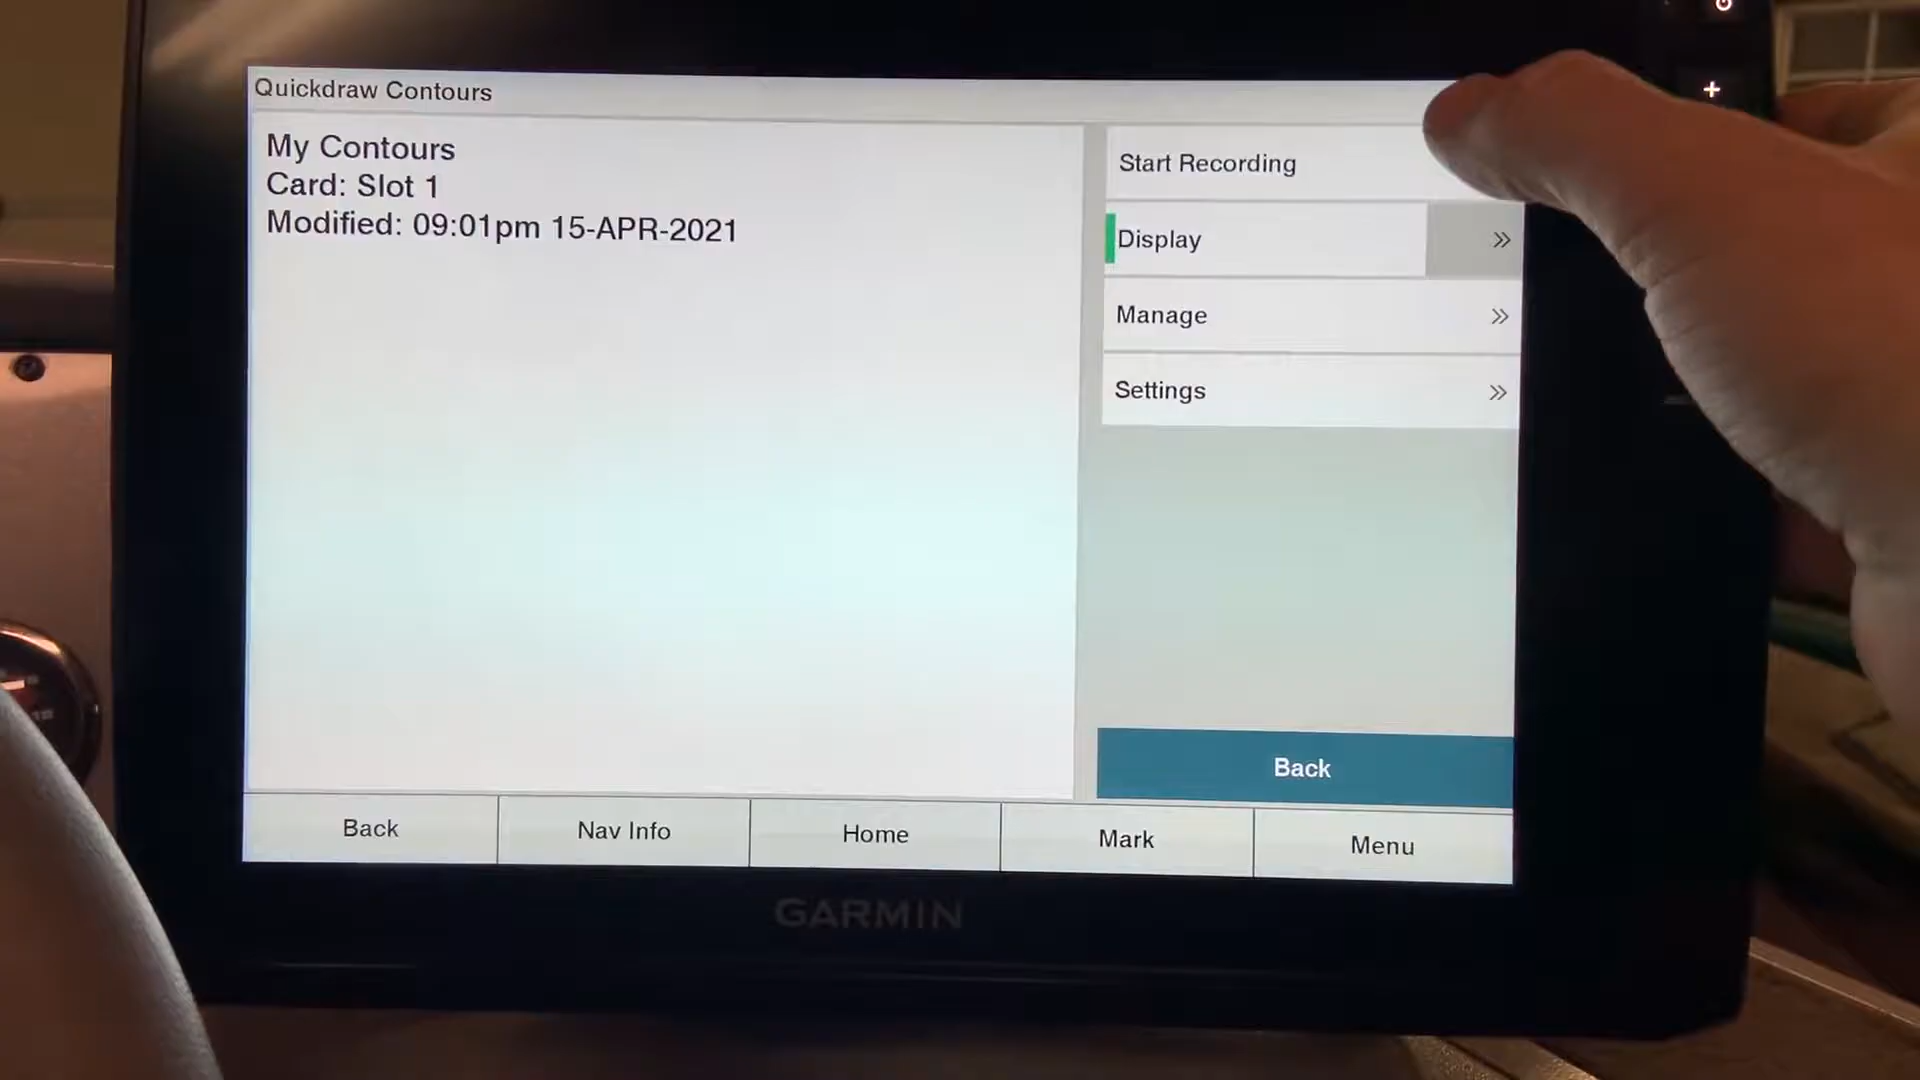 Quickdraw Contours
My Contours
Card: Slot 1
Modified: 09:01pm 15-APR-2021
Start Recording
Display
Manage
Settings
Back
Back
Nav Info
Home
Mark
Menu
GARMIN